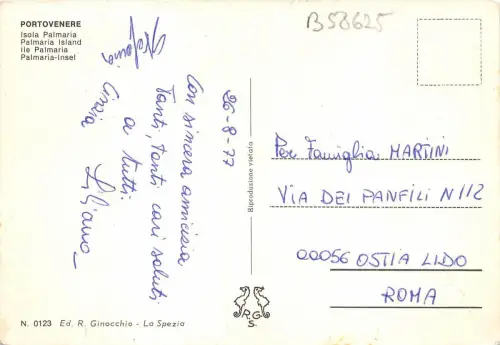 PORTOVENERE
Isola Palmaria
Palmaria Island
Ile Palmaria
Palmaria-Insel
B58625
26-8-77
Con sincera amicizia
Tanti, tanti cari saluti
a tutti.
Cinzia
Liliana
Stefania
Riproduzione vietata
Per Famiglia MARTINI
VIA DEI PANFILI N 112
00056 OSTIA LIDO
ROMA
R.G.
S.
N. 0123 Ed. R. Ginocchio - La Spezia